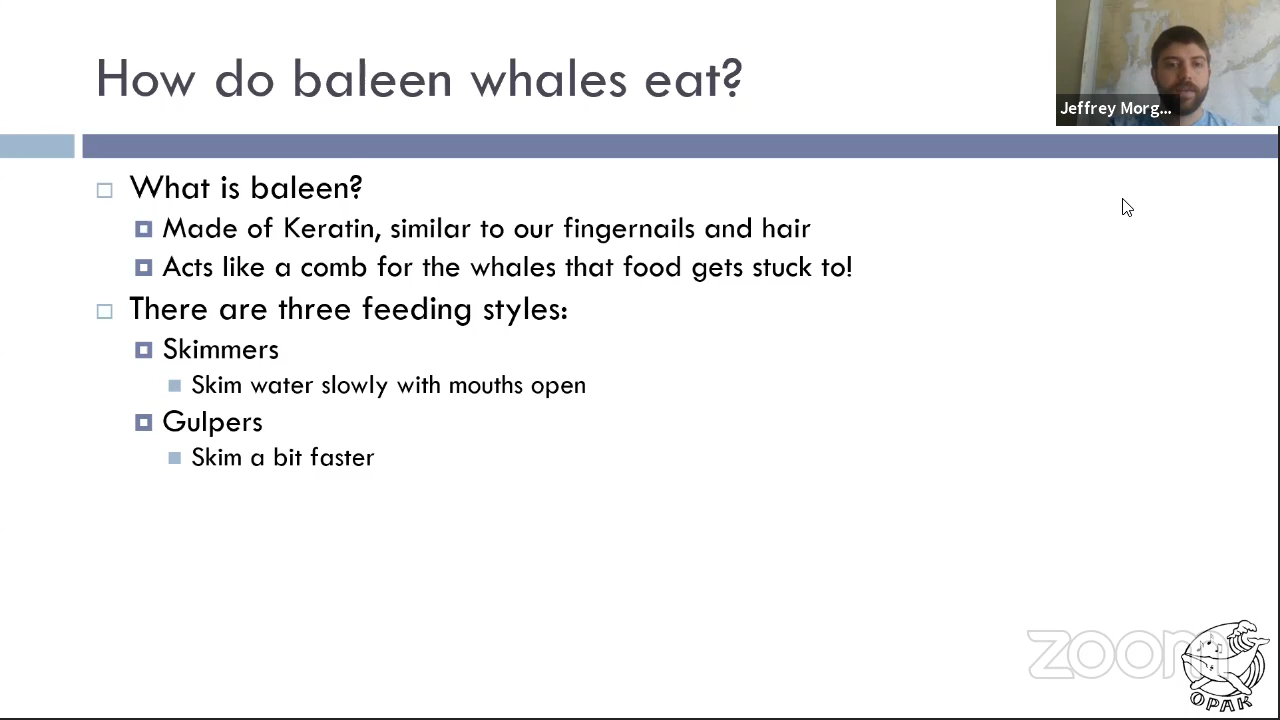 How do baleen whales eat?
Jeffrey Morg...
What is baleen?
Made of Keratin, similar to our fingernails and hair
Acts like a comb for the whales that food gets stuck to!
There are three feeding styles:
Skimmers
Skim water slowly with mouths open
Gulpers
Skim a bit faster
zoom
OPAK